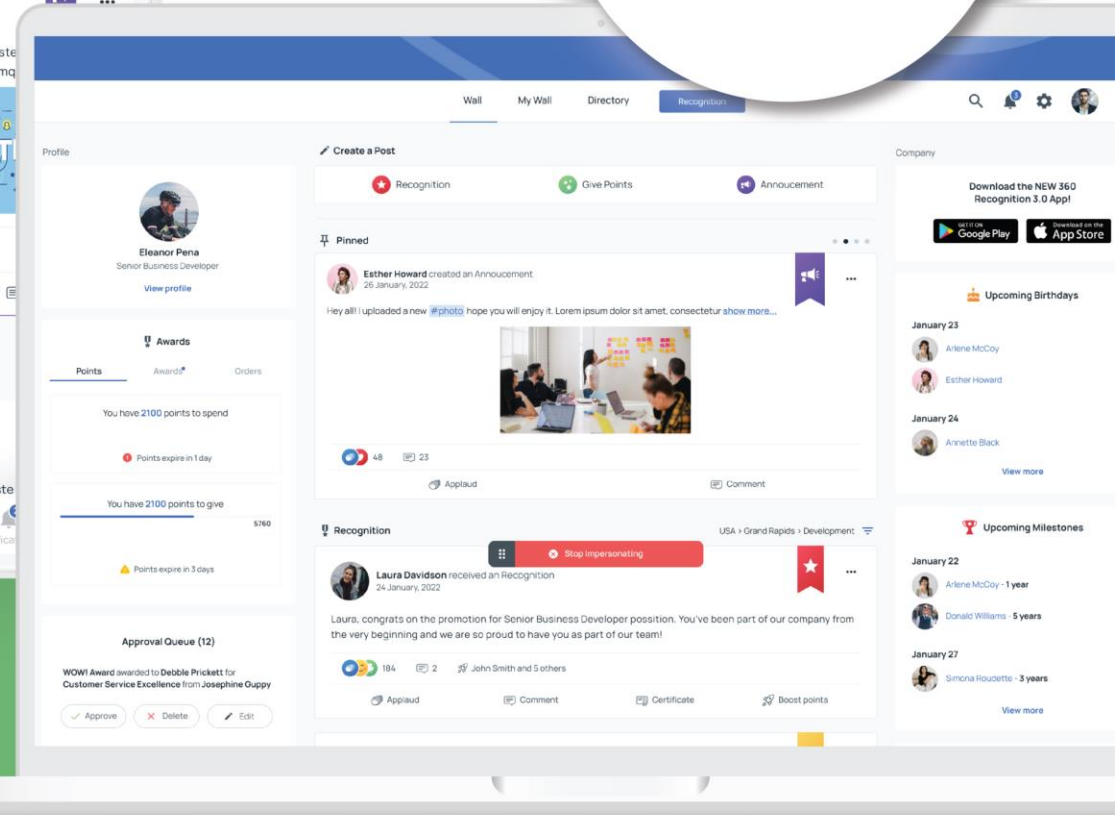 Wall
My Wall
Directory
Recognition
3
Profile
Eleanor Pena
Senior Business Developer
View profile
Awards
Points
Awards
Orders
You have 2100 points to spend
Points expire in 1 day
You have 2100 points to give
5760
Points expire in 3 days
Approval Queue (12)
WOW! Award awarded to Debble Prickett for
Customer Service Excellence from Josephine Guppy
Approve
Delete
Edit
Create a Post
Recognition
Give Points
Annoucement
Pinned
Esther Howard created an Annoucement
26 January, 2022
Hey all! I uploaded a new #photo hope you will enjoy it. Lorem ipsum dolor sit amet, consectetur show more...
48
23
Applaud
Comment
Recognition
USA > Grand Rapids > Development
Stop Impersonating
Laura Davidson received an Recognition
24 January, 2022
Laura, congrats on the promotion for Senior Business Developer possition. You've been part of our company from
the very beginning and we are so proud to have you as part of our team!
184
2
John Smith and 5 others
Applaud
Comment
Certificate
Boost points
Company
Download the NEW 360
Recognition 3.0 App!
GET IT ON
Google Play
Download on the
App Store
Upcoming Birthdays
January 23
Arlene McCoy
Esther Howard
January 24
Annette Black
View more
Upcoming Milestones
January 22
Arlene McCoy - 1 year
Donald Williams - 5 years
January 27
Simona Roudette - 3 years
View more